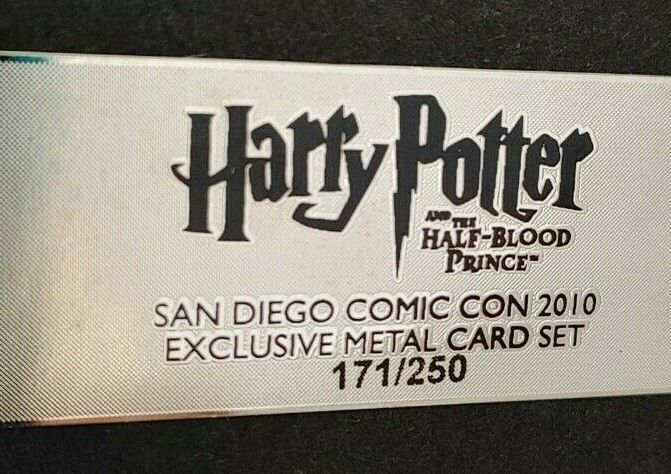 Harry Potter
AND THE
HALF-BLOOD
PRINCE™
SAN DIEGO COMIC CON 2010
EXCLUSIVE METAL CARD SET
171/250